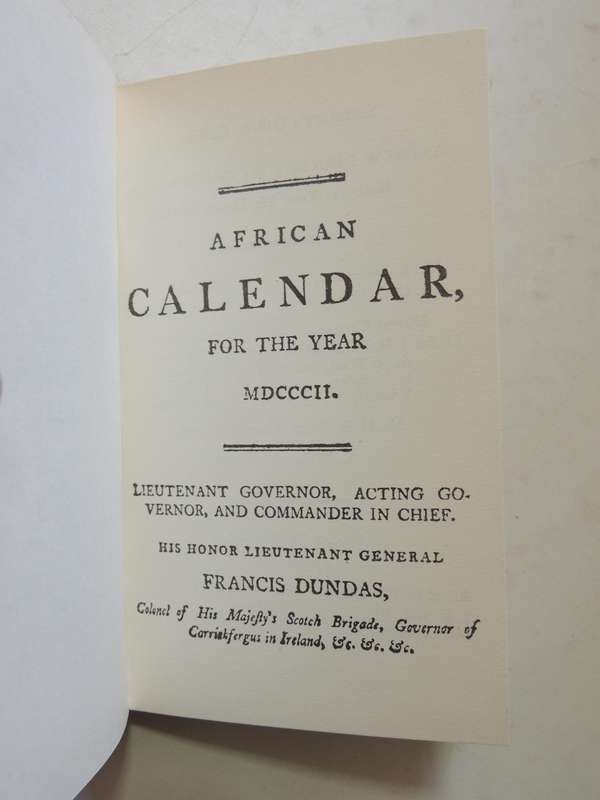 AFRICAN
CALENDAR,
FOR THE YEAR
MDCCCII.
LIEUTENANT GOVERNOR, ACTING GO-
VERNOR, AND COMMANDER IN CHIEF.
HIS HONOR LIEUTENANT GENERAL
FRANCIS DUNDAS,
Colonel of His Majeſty's Scotch Brigade, Governor of
Carrickfergus in Ireland, &c. &c. &c.